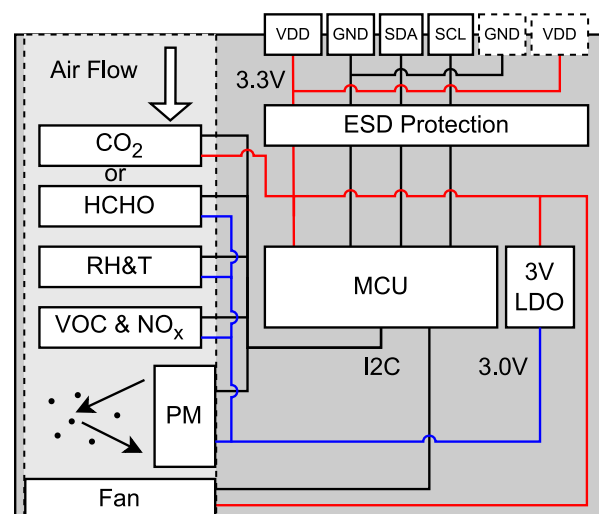 VDD GND SDA SCL GND VDD
Air Flow
3.3V
ESD Protection
CO₂
or
HCHO
RH&T
MCU
3V
LDO
VOC & NOₓ
I2C
3.0V
PM
Fan